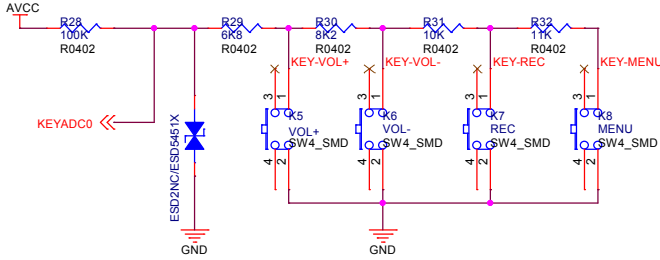 AVCC
R28
100K
R0402
R29
6K8
R0402
R30
8K2
R0402
R31
10K
R0402
R32
11K
R0402
KEY-VOL+
KEY-VOL-
KEY-REC
KEY-MENU
KEYADC0
ESD2NC/ESD5451X
3 1
K5
VOL+
SW4_SMD
4 2
3 1
K6
VOL-
SW4_SMD
4 2
3 1
K7
REC
SW4_SMD
4 2
3 1
K8
MENU
SW4_SMD
4 2
GND
GND